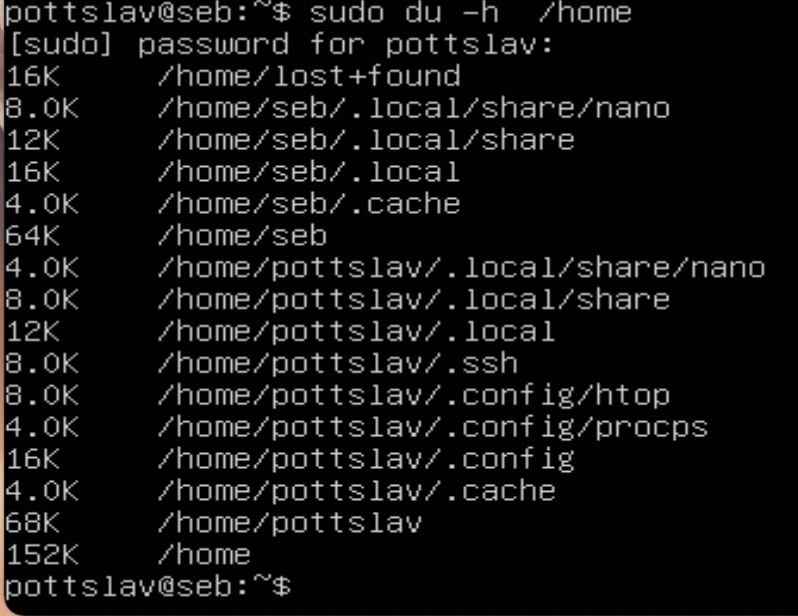 pottslav@seb:~$ sudo du -h  /home
[sudo] password for pottslav:
16K     /home/lost+found
8.0K    /home/seb/.local/share/nano
12K     /home/seb/.local/share
16K     /home/seb/.local
4.0K    /home/seb/.cache
64K     /home/seb
4.0K    /home/pottslav/.local/share/nano
8.0K    /home/pottslav/.local/share
12K     /home/pottslav/.local
8.0K    /home/pottslav/.ssh
8.0K    /home/pottslav/.config/htop
4.0K    /home/pottslav/.config/procps
16K     /home/pottslav/.config
4.0K    /home/pottslav/.cache
68K     /home/pottslav
152K    /home
pottslav@seb:~$